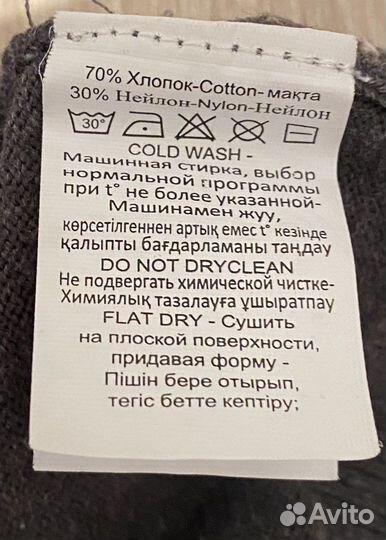 70% Хлопок-Cotton- мақта
30% Нейлон-Nylon-Нейлон
30°
COLD WASH -
Машинная стирка, выбор
нормальной программы
при t° не более указанной-
Машинамен жуу,
көрсетілгеннен артық емес t° кезінде
қалыпты бағдарламаны таңдау
DO NOT DRYCLEAN
Не подвергать химической чистке-
Химиялық тазалауға ұшыратпау
FLAT DRY - Сушить
на плоской поверхности,
придавая форму -
Пішін бере отырып,
тегіс бетте кептіру;
Avito